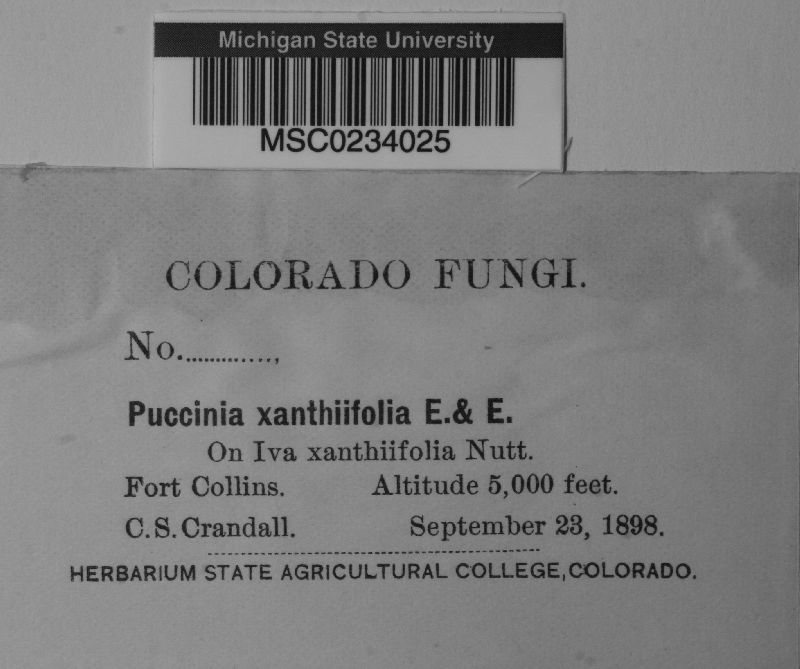 Michigan State University
MSC0234025
COLORADO FUNGI.
No..............,
Puccinia xanthiifolia E.& E.
On Iva xanthiifolia Nutt.
Fort Collins. Altitude 5,000 feet.
C.S.Crandall. September 23, 1898.
HERBARIUM STATE AGRICULTURAL COLLEGE,COLORADO.